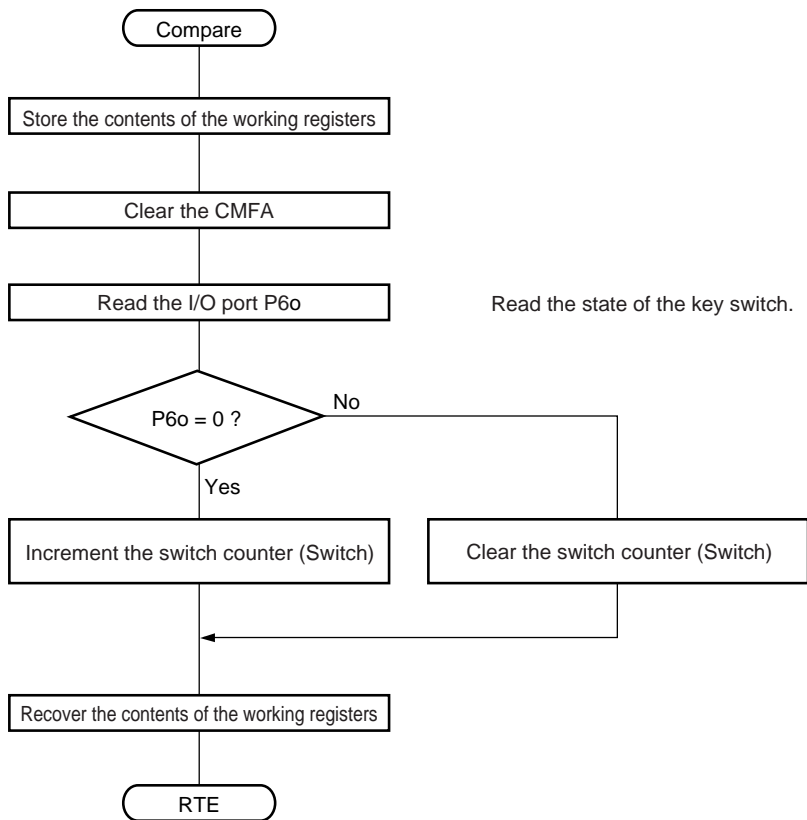 Compare
Store the contents of the working registers
Clear the CMFA
Read the I/O port P6o
Read the state of the key switch.
P6o = 0 ?
No
Yes
Increment the switch counter (Switch)
Clear the switch counter (Switch)
Recover the contents of the working registers
RTE